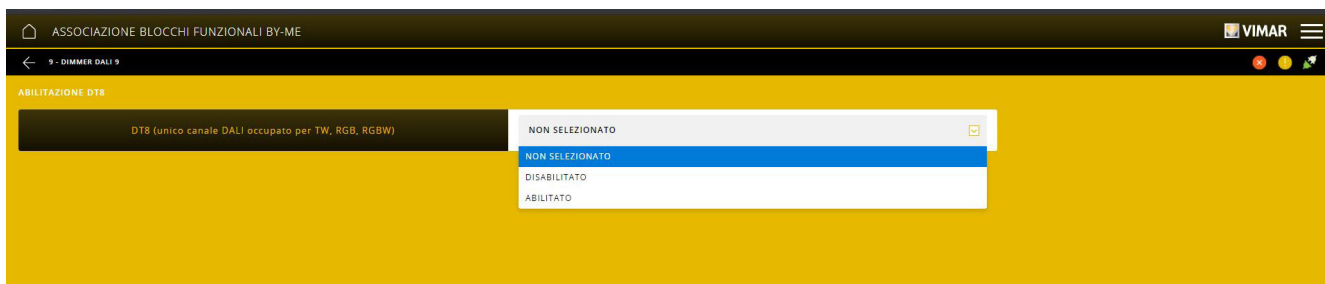 ASSOCIAZIONE BLOCCHI FUNZIONALI BY-ME
VIMAR
9 - DIMMER DALI 9
ABILITAZIONE DT8
DT8 (unico canale DALI occupato per TW, RGB, RGBW)
NON SELEZIONATO
NON SELEZIONATO
DISABILITATO
ABILITATO